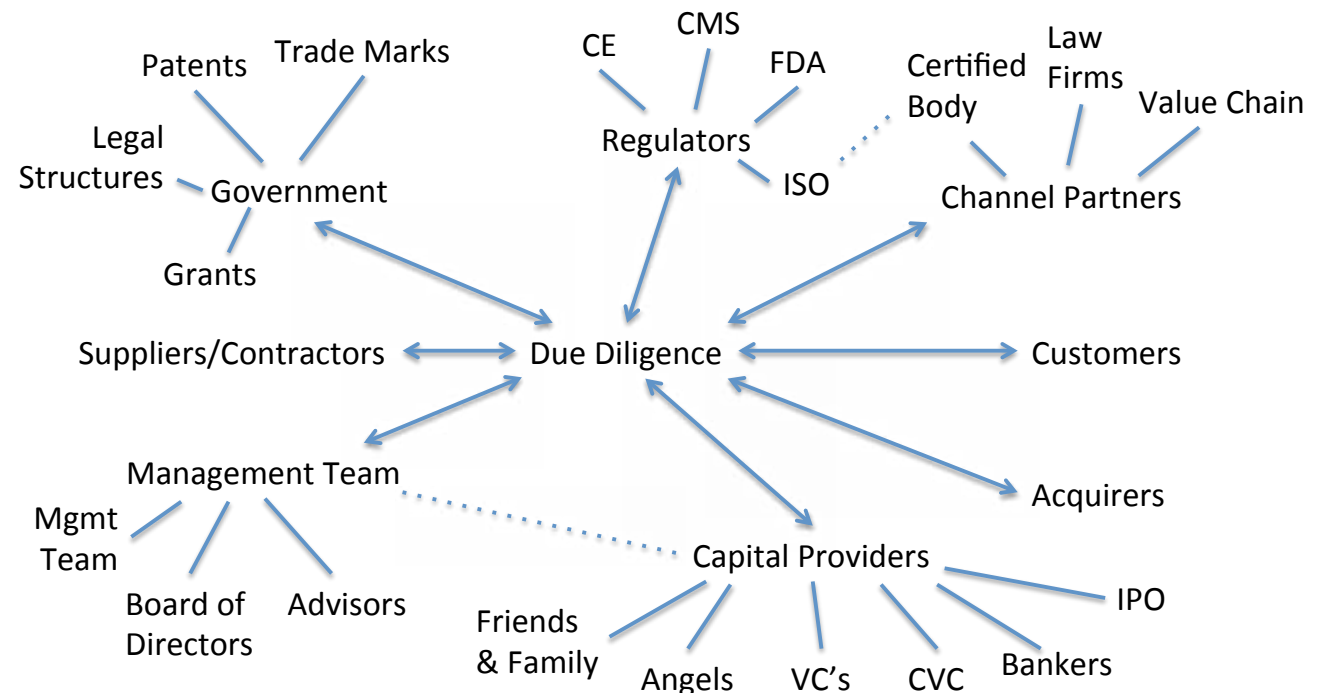 CMS
Trade Marks
CE
Law
Firms
Patents
FDA
Certified
Body
Value Chain
Legal
Structures
Regulators
Government
ISO
Channel Partners
Grants
Suppliers/Contractors
Due Diligence
Customers
Management Team
Acquirers
Mgmt
Team
Capital Providers
Board of
Directors
Advisors
IPO
Friends
& Family
Angels
VC’s
CVC
Bankers